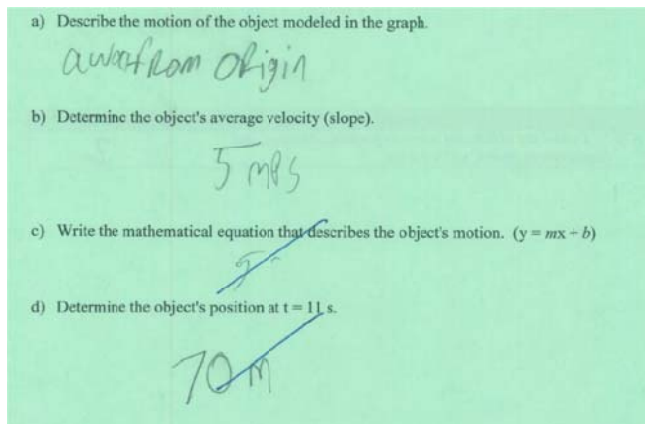 a) Describe the motion of the object modeled in the graph.
away from origin
b) Determine the object's average velocity (slope).
5 mps
c) Write the mathematical equation that describes the object's motion. (y = mx + b)
d) Determine the object's position at t = 11 s.
70 m